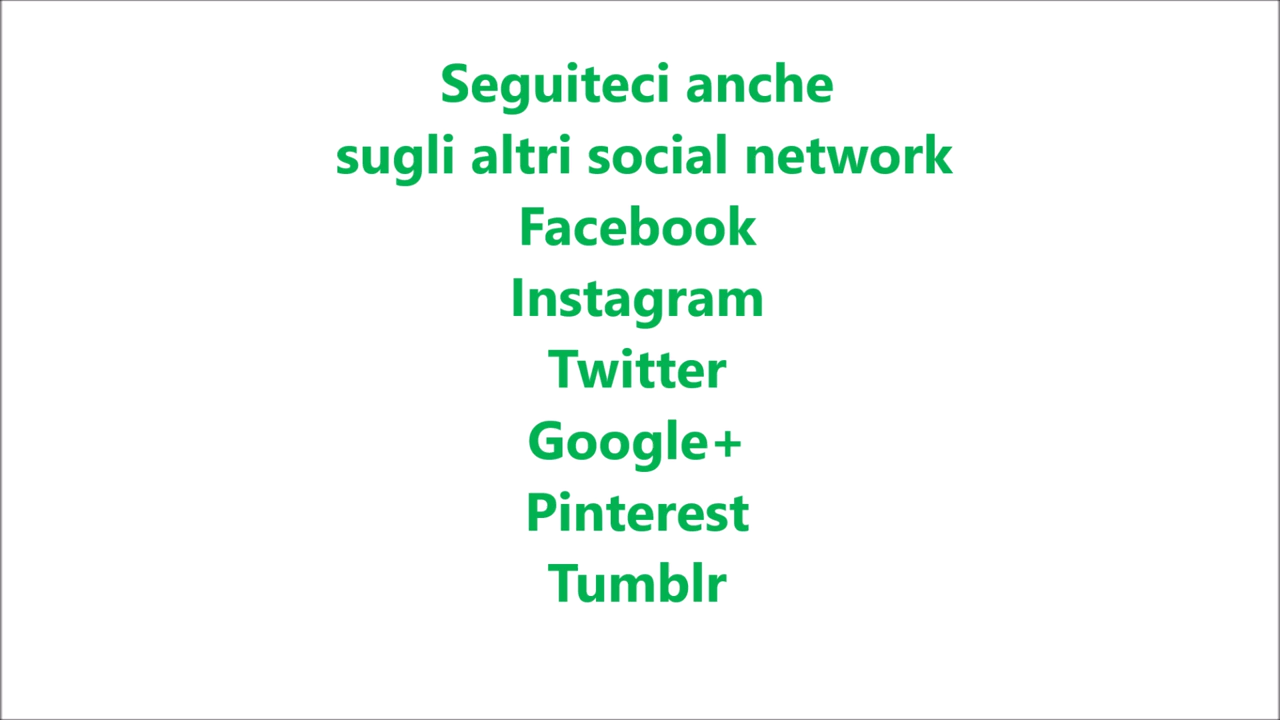 Seguiteci anche
sugli altri social network
Facebook
Instagram
Twitter
Google+
Pinterest
Tumblr